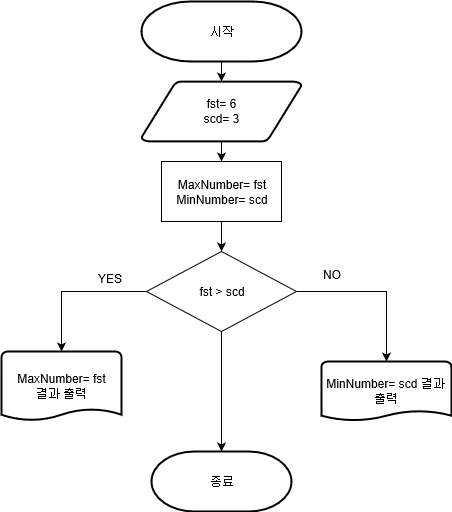 시작
fst= 6
scd= 3
MaxNumber= fst
MinNumber= scd
YES
fst > scd
NO
MaxNumber= fst
결과 출력
MinNumber= scd 결과
출력
종료